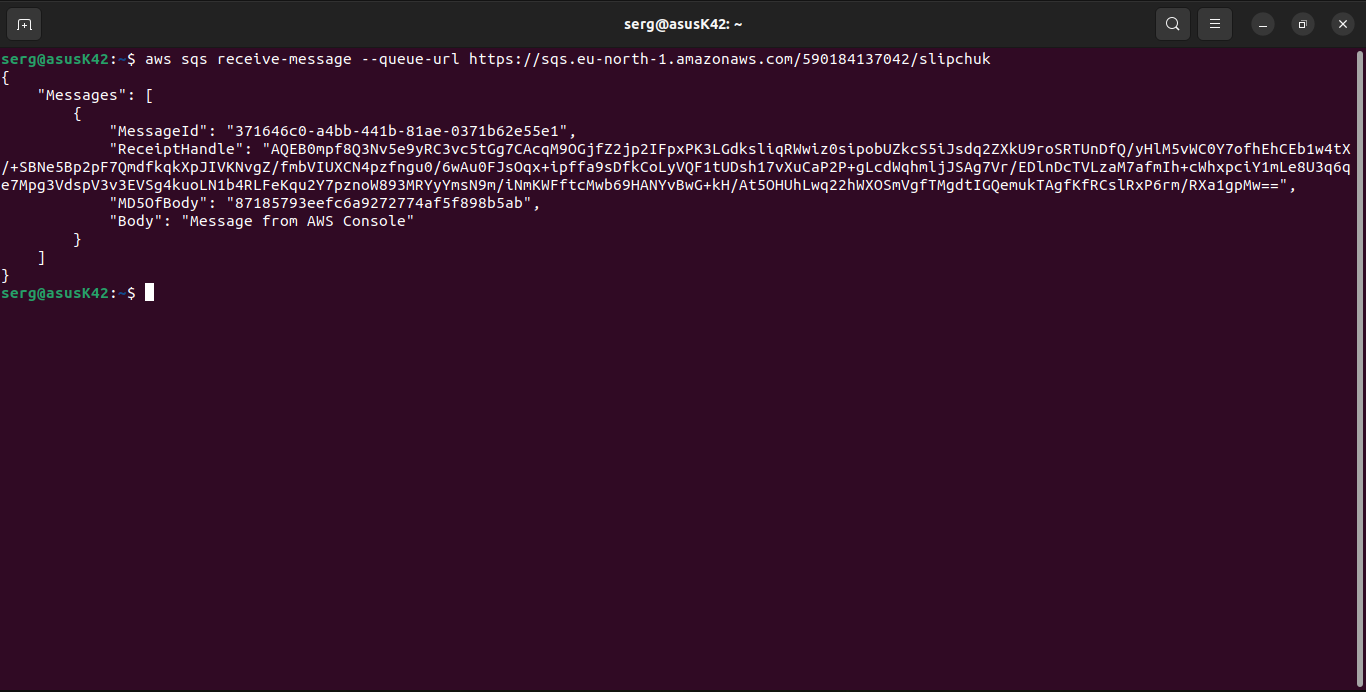 serg@asusK42: ~
serg@asusK42:~$ aws sqs receive-message --queue-url https://sqs.eu-north-1.amazonaws.com/590184137042/slipchuk
{
    "Messages": [
        {
            "MessageId": "371646c0-a4bb-441b-81ae-0371b62e55e1",
            "ReceiptHandle": "AQEB0mpf8Q3Nv5e9yRC3vc5tGg7CAcqM9OGjfZ2jp2IFpxPK3LGdksliqRWwiz0sipobUZkcS5iJsdq2ZXkU9roSRTUnDfQ/yHlM5vWC0Y7ofhEhCEb1w4tX
/+SBNe5Bp2pF7QmdfkqkXpJIVKNvgZ/fmbVIUXCN4pzfngu0/6wAu0FJsOqx+ipffa9sDfkCoLyVQF1tUDsh17vXuCaP2P+gLcdWqhmljJSAg7Vr/EDlnDcTVLzaM7afmIh+cWhxpciY1mLe8U3q6q
e7Mpg3VdspV3v3EVSg4kuoLN1b4RLFeKqu2Y7pznoW893MRYyYmsN9m/iNmKWFftcMwb69HANYvBwG+kH/At5OHUhLwq22hWXOSmVgfTMgdtIGQemukTAgfKfRCslRxP6rm/RXa1gpMw==",
            "MD5OfBody": "87185793eefc6a9272774af5f898b5ab",
            "Body": "Message from AWS Console"
        }
    ]
}
serg@asusK42:~$